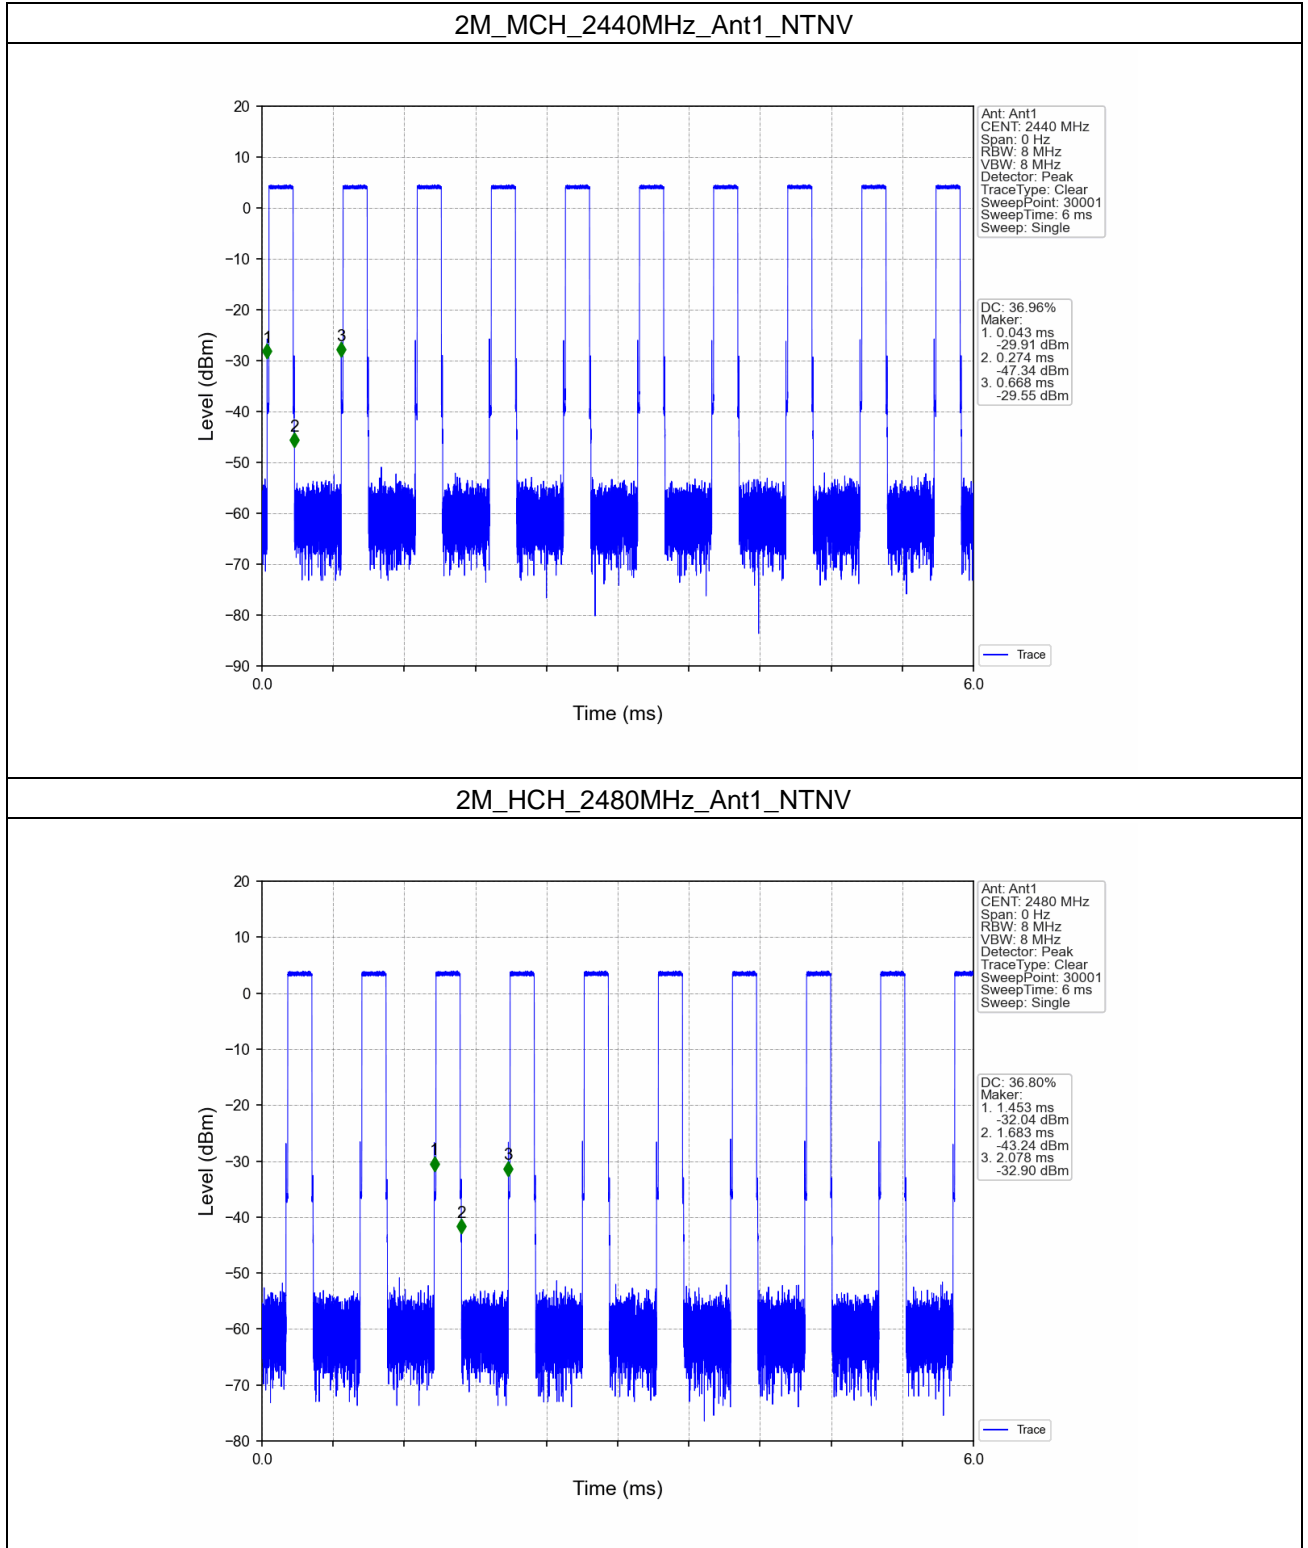 2M_MCH_2440MHz_Ant1_NTNV
20
10
0
−10
−20
−30
−40
−50
−60
−70
−80
−90
Level (dBm)
1
2
3
0.0
6.0
Time (ms)
Ant: Ant1
CENT: 2440 MHz
Span: 0 Hz
RBW: 8 MHz
VBW: 8 MHz
Detector: Peak
TraceType: Clear
SweepPoint: 30001
SweepTime: 6 ms
Sweep: Single
DC: 36.96%
Maker:
1. 0.043 ms
-29.91 dBm
2. 0.274 ms
-47.34 dBm
3. 0.668 ms
-29.55 dBm
Trace
2M_HCH_2480MHz_Ant1_NTNV
20
10
0
−10
−20
−30
−40
−50
−60
−70
−80
Level (dBm)
1
2
3
0.0
6.0
Time (ms)
Ant: Ant1
CENT: 2480 MHz
Span: 0 Hz
RBW: 8 MHz
VBW: 8 MHz
Detector: Peak
TraceType: Clear
SweepPoint: 30001
SweepTime: 6 ms
Sweep: Single
DC: 36.80%
Maker:
1. 1.453 ms
-32.04 dBm
2. 1.683 ms
-43.24 dBm
3. 2.078 ms
-32.90 dBm
Trace